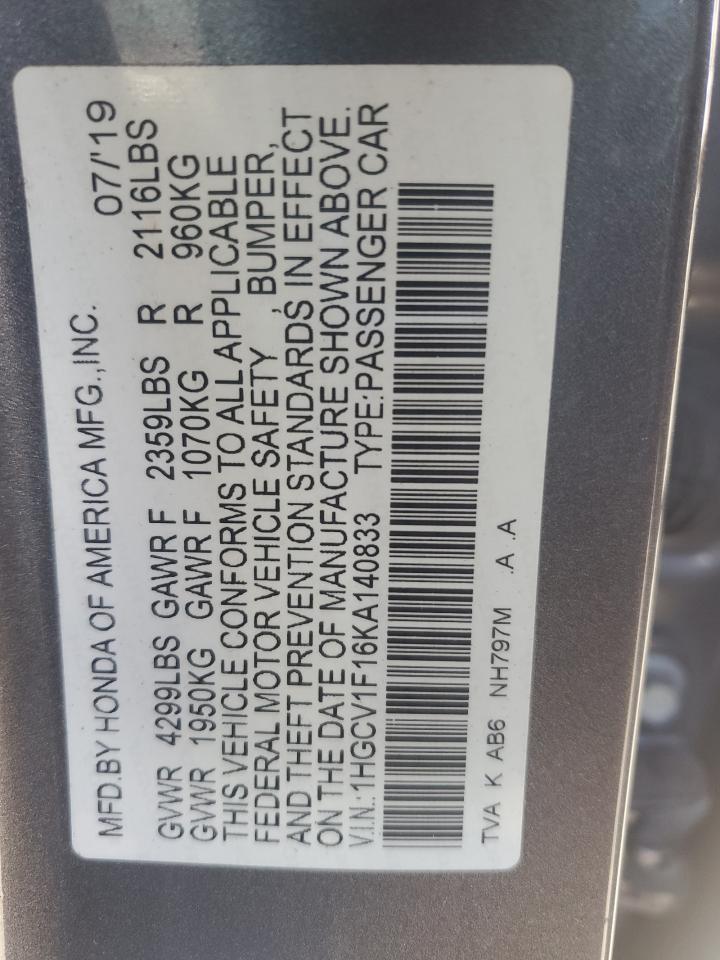 MFD.BY HONDA OF AMERICA MFG.,INC. 07/'19
GVWR 4299LBS GAWR F 2359LBS R 2116LBS
GVWR 1950KG GAWR F 1070KG R 960KG
THIS VEHICLE CONFORMS TO ALL APPLICABLE
FEDERAL MOTOR VEHICLE SAFETY , BUMPER,
AND THEFT PREVENTION STANDARDS IN EFFECT
ON THE DATE OF MANUFACTURE SHOWN ABOVE.
V.I.N.:1HGCV1F16KA140833 TYPE:PASSENGER CAR
TVA K AB6 NH797M .A .A